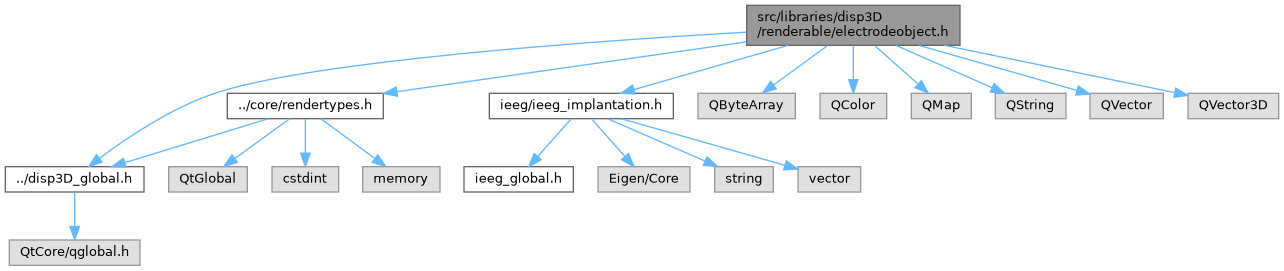 src/libraries/disp3D
/renderable/electrodeobject.h
../core/rendertypes.h
ieeg/ieeg_implantation.h
QByteArray
QColor
QMap
QString
QVector
QVector3D
../disp3D_global.h
QtGlobal
cstdint
memory
ieeg_global.h
Eigen/Core
string
vector
QtCore/qglobal.h